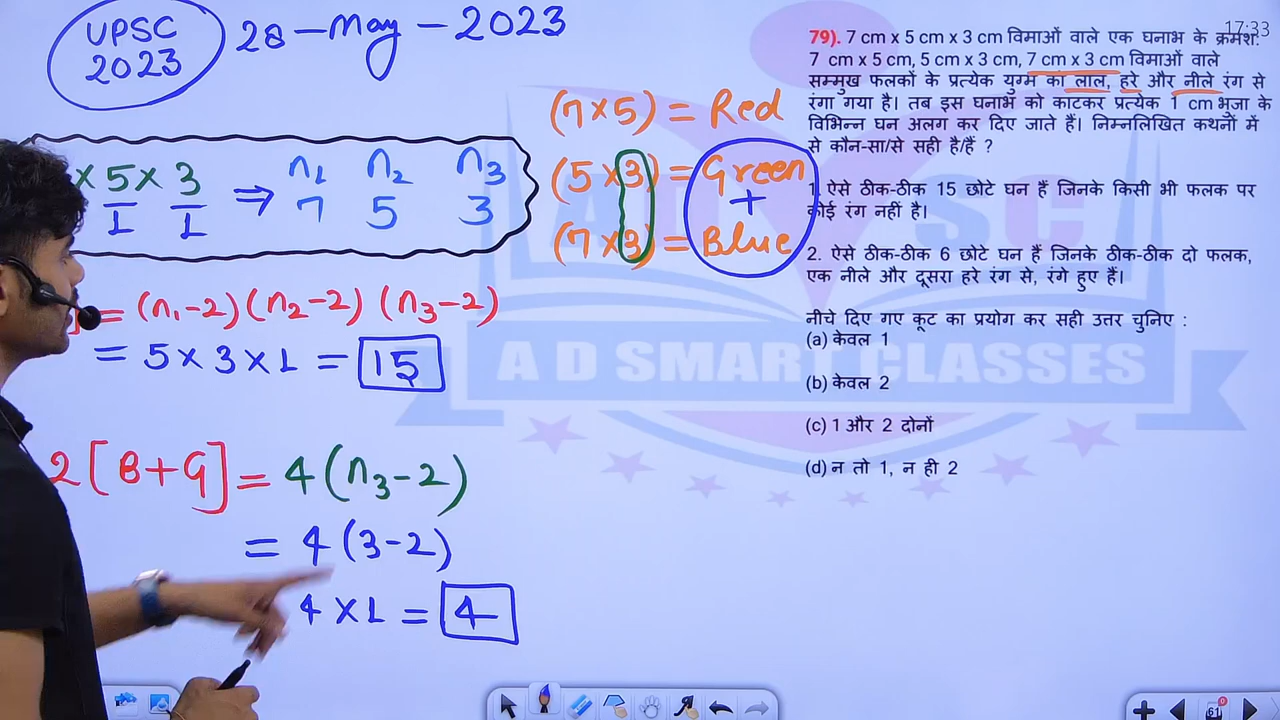 UPSC
2023
28-May-2023
17:33
× 5 × 3 ⇒ n₁ n₂ n₃
1 1 7 5 3
] = (n₁-2)(n₂-2)(n₃-2)
= 5 × 3 × 1 = 15
2[B+G] = 4(n₃-2)
= 4(3-2)
4 × 1 = 4
(7×5) = Red
(5×3) = Green
+
(7×3) = Blue
79). 7 cm x 5 cm x 3 cm विमाओं वाले एक घनाभ के क्रमश:
7 cm x 5cm, 5cm x 3 cm, 7 cm x 3 cm विमाओं वाले
सम्मुख फलकों के प्रत्येक युग्म को लाल, हरे और नीले रंग से
रंगा गया है। तब इस घनाभ को काटकर प्रत्येक 1 cm भुजा के
विभिन्न घन अलग कर दिए जाते हैं। निम्नलिखित कथनों में
से कौन-सा/से सही है/हैं ?
1. ऐसे ठीक-ठीक 15 छोटे घन हैं जिनके किसी भी फलक पर
कोई रंग नहीं है।
2. ऐसे ठीक-ठीक 6 छोटे घन हैं जिनके ठीक-ठीक दो फलक,
एक नीले और दूसरा हरे रंग से, रंगे हुए हैं।
नीचे दिए गए कूट का प्रयोग कर सही उत्तर चुनिए :
(a) केवल 1
(b) केवल 2
(c) 1 और 2 दोनों
(d) न तो 1, न ही 2
A D SMART CLASSES
61